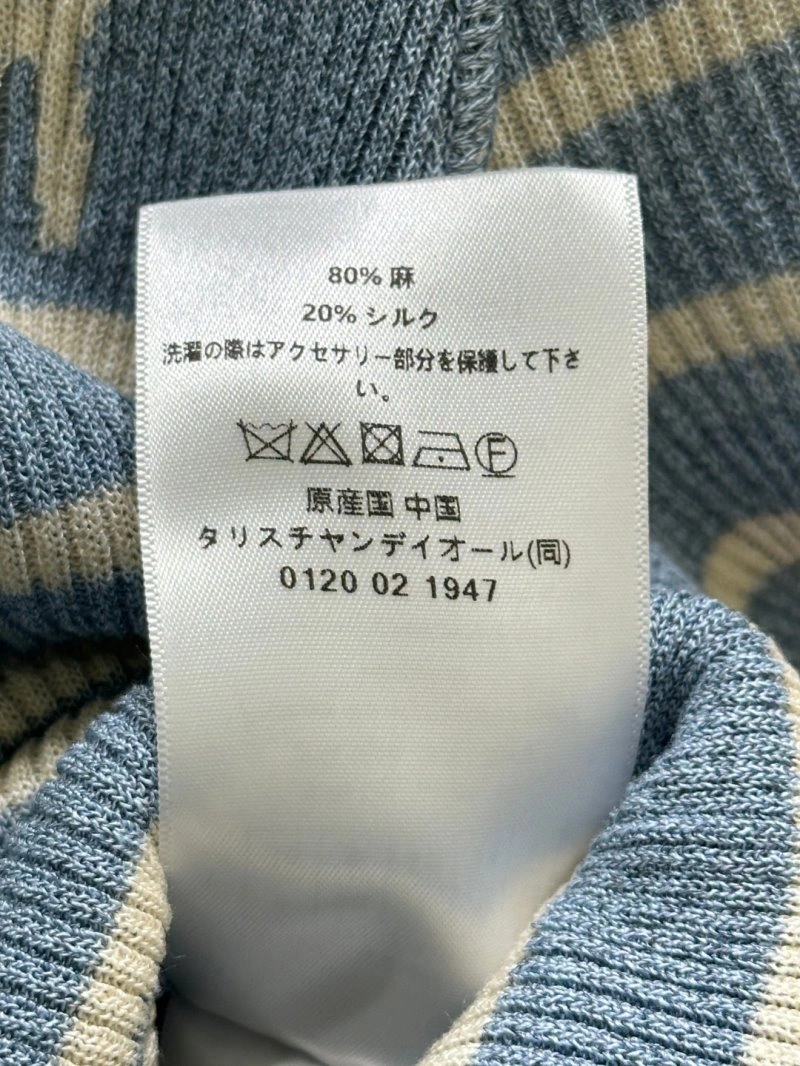 80% 麻
20% シルク
洗濯の際はアクセサリー部分を保護して下さ
い。
F
原産国 中国
タリスチャンデイオール(同)
0120 02 1947